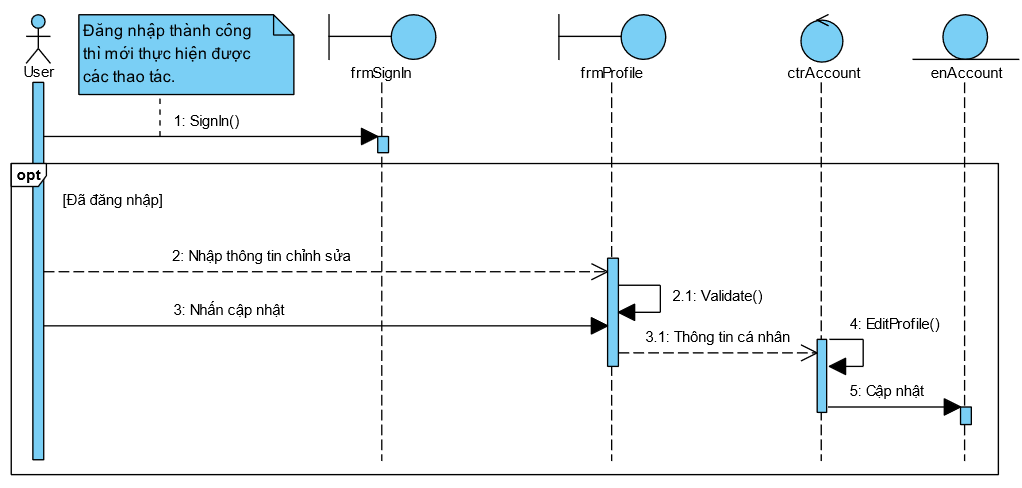 Đăng nhập thành công
thì mới thực hiện được
các thao tác.
User
frmSignIn
frmProfile
ctrAccount
enAccount
1: SignIn()
opt
[Đã đăng nhập]
2: Nhập thông tin chỉnh sửa
2.1: Validate()
3: Nhấn cập nhật
3.1: Thông tin cá nhân
4: EditProfile()
5: Cập nhật